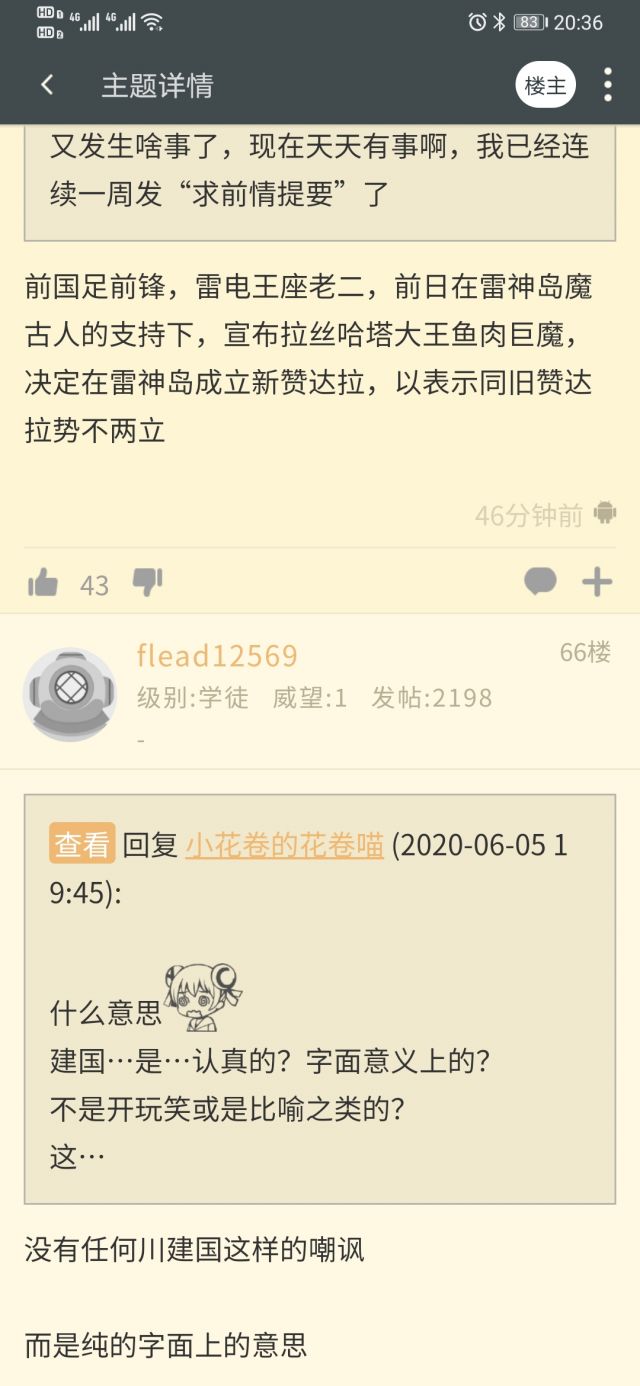 HD 1 4G 4G 83 20:36
HD 2
主题详情 楼主
又发生啥事了，现在天天有事啊，我已经连
续一周发“求前情提要”了
前国足前锋，雷电王座老二，前日在雷神岛魔
古人的支持下，宣布拉丝哈塔大王鱼肉巨魔，
决定在雷神岛成立新赞达拉，以表示同旧赞达
拉势不两立
46分钟前
43
flead12569 66楼
级别:学徒 威望:1 发帖:2198
-
查看 回复 小花卷的花卷喵 (2020-06-05 1
9:45):
什么意思
建国…是…认真的？字面意义上的？
不是开玩笑或是比喻之类的？
这…
没有任何川建国这样的嘲讽
而是纯的字面上的意思